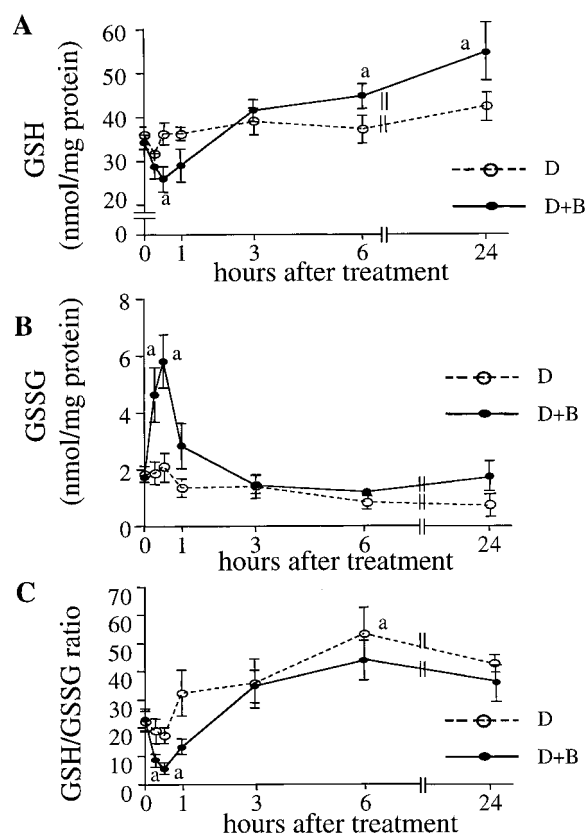 A
60
50
40
30
20
0
GSH
(nmol/mg protein)
a
a
a
D
D+B
0 1 3 6 24
hours after treatment
B
8
6
4
2
0
GSSG
(nmol/mg protein)
a a
D
D+B
0 1 3 6 24
hours after treatment
C
70
60
50
40
30
20
10
0
GSH/GSSG ratio
a
a a
D
D+B
0 1 3 6 24
hours after treatment